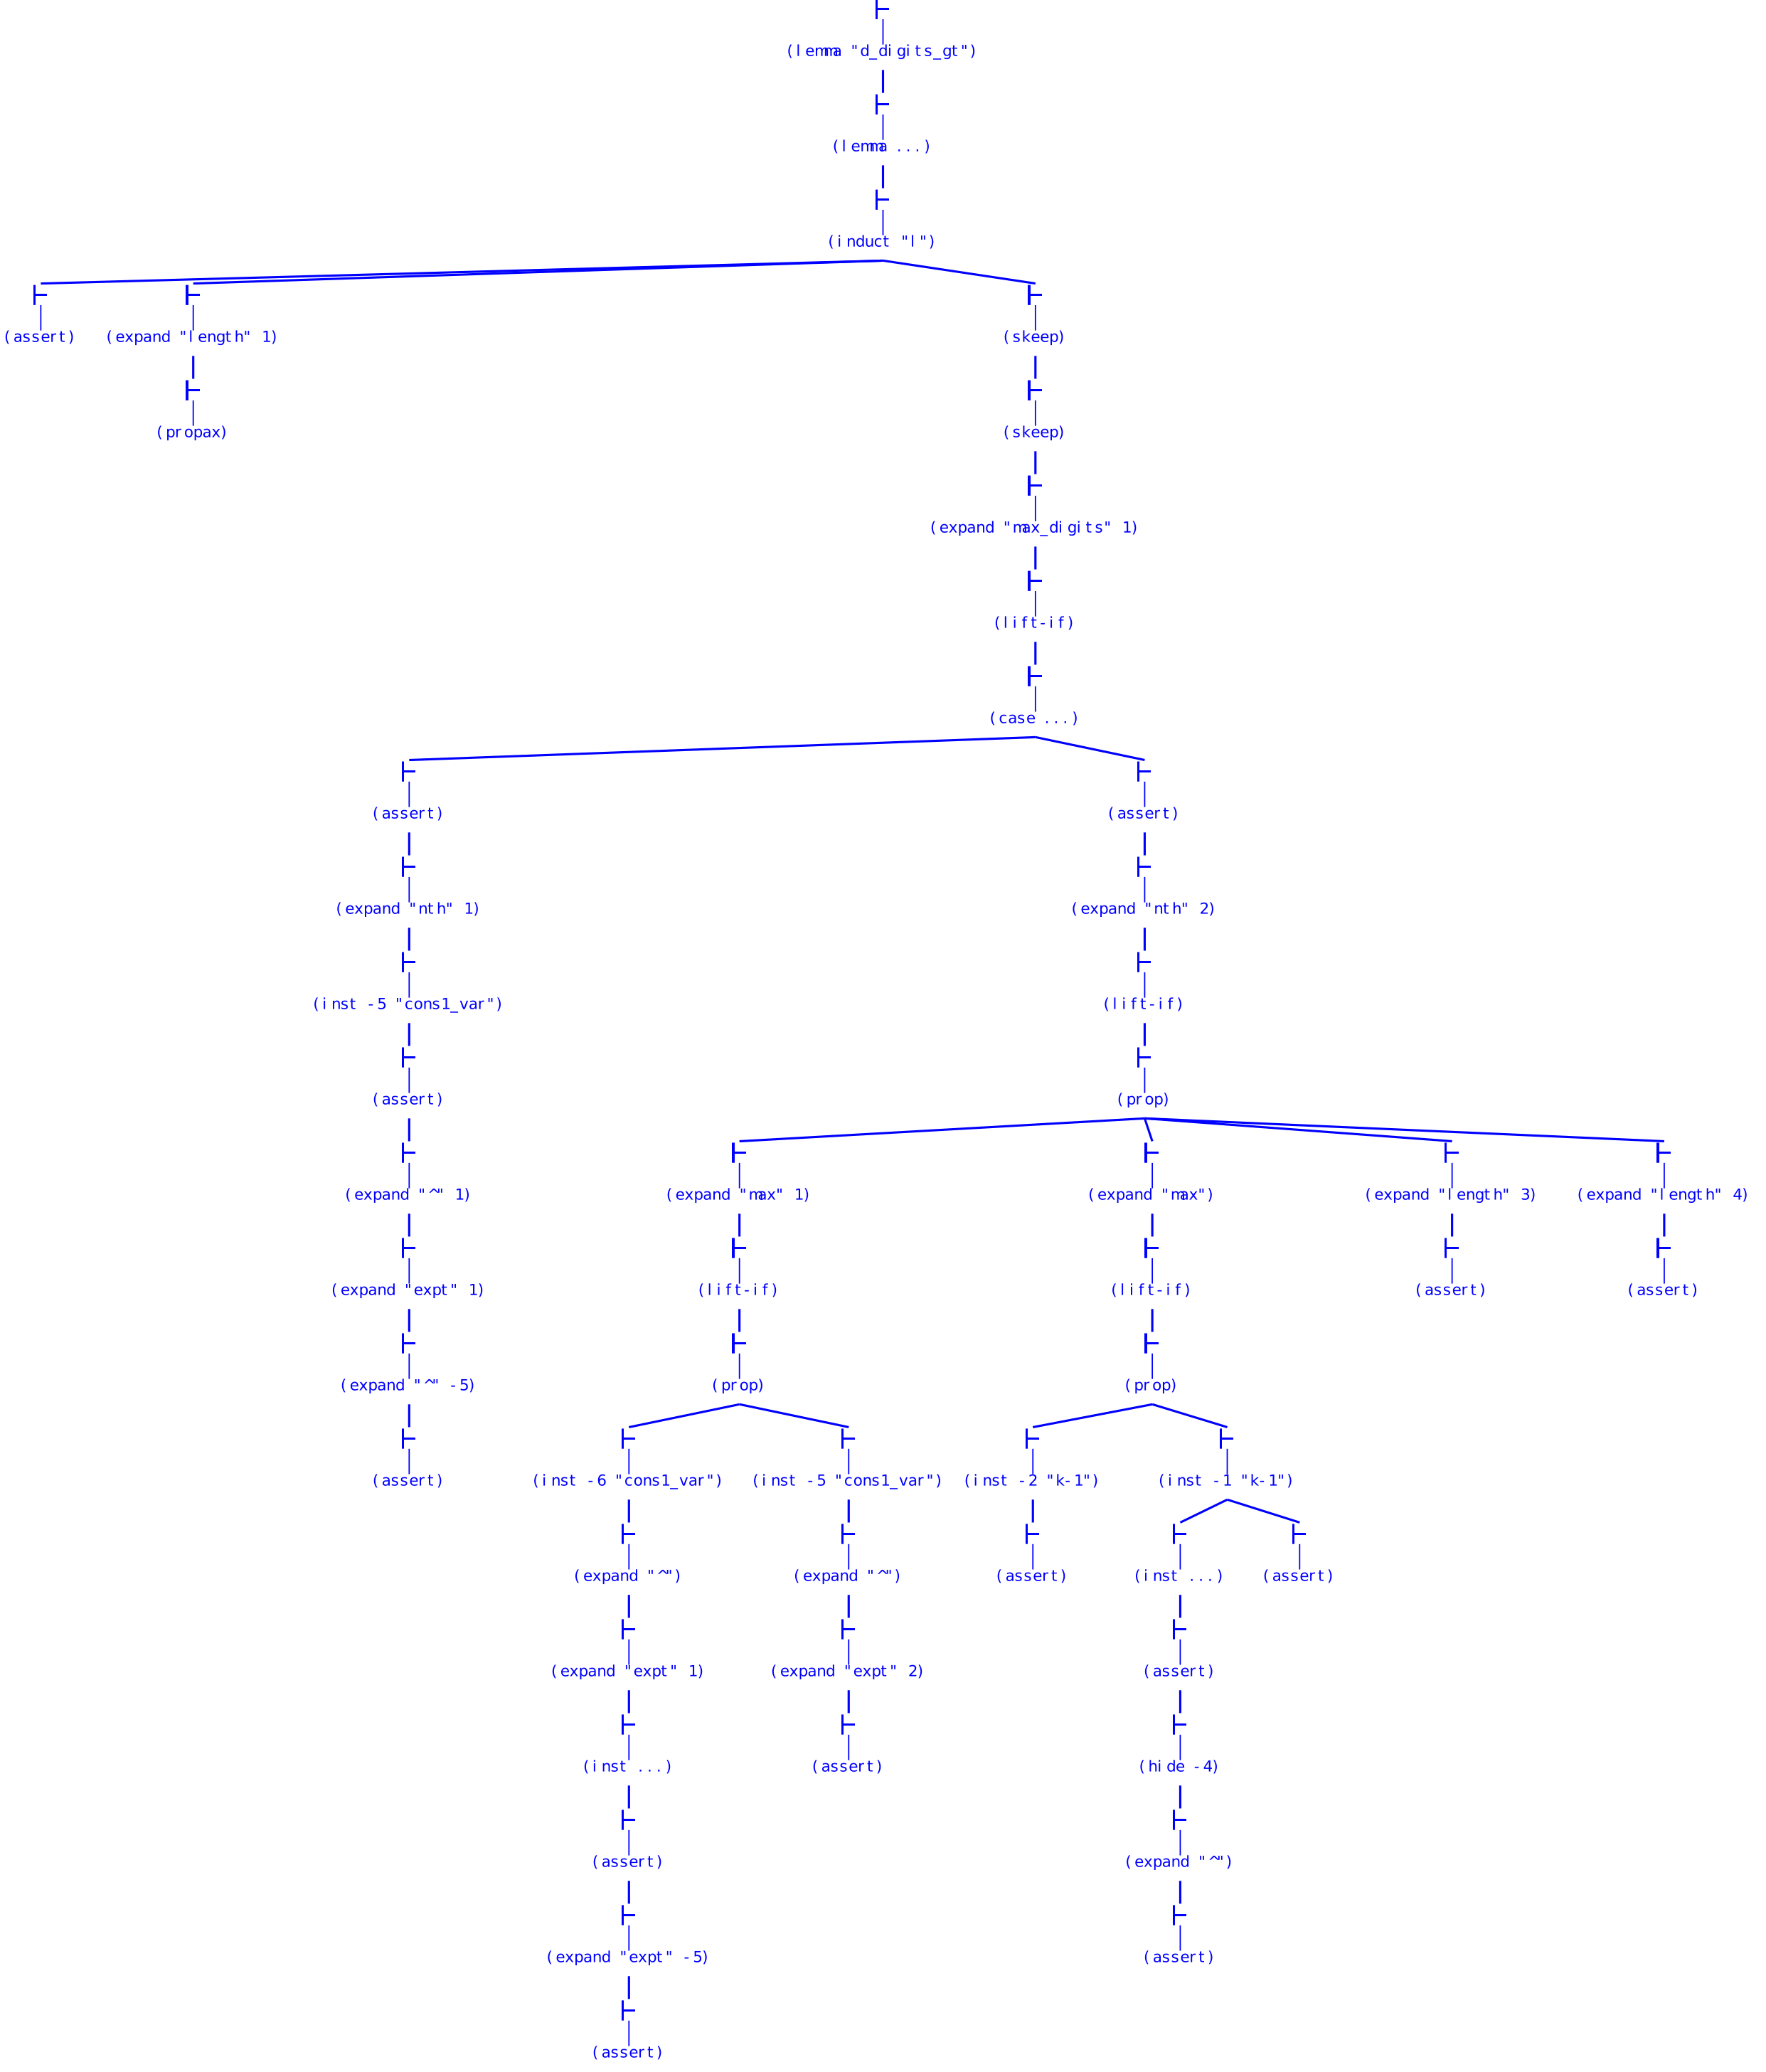 (lemma "d_digits_gt")
(lemma ...)
(induct "l")
(assert) (expand "length" 1) (skeep)
(propax) (skeep)
(expand "max_digits" 1)
(lift-if)
(case ...)
(assert) (assert)
(expand "nth" 1) (expand "nth" 2)
(inst -5 "cons1_var") (lift-if)
(assert) (prop)
(expand "^" 1) (expand "max" 1) (expand "max") (expand "length" 3) (expand "length" 4)
(expand "expt" 1) (lift-if) (lift-if) (assert) (assert)
(expand "^" -5) (prop) (prop)
(assert) (inst -6 "cons1_var") (inst -5 "cons1_var") (inst -2 "k-1") (inst -1 "k-1")
(expand "^") (expand "^") (assert) (inst ...) (assert)
(expand "expt" 1) (expand "expt" 2) (assert)
(inst ...) (assert) (hide -4)
(assert) (expand "^")
(expand "expt" -5) (assert)
(assert)